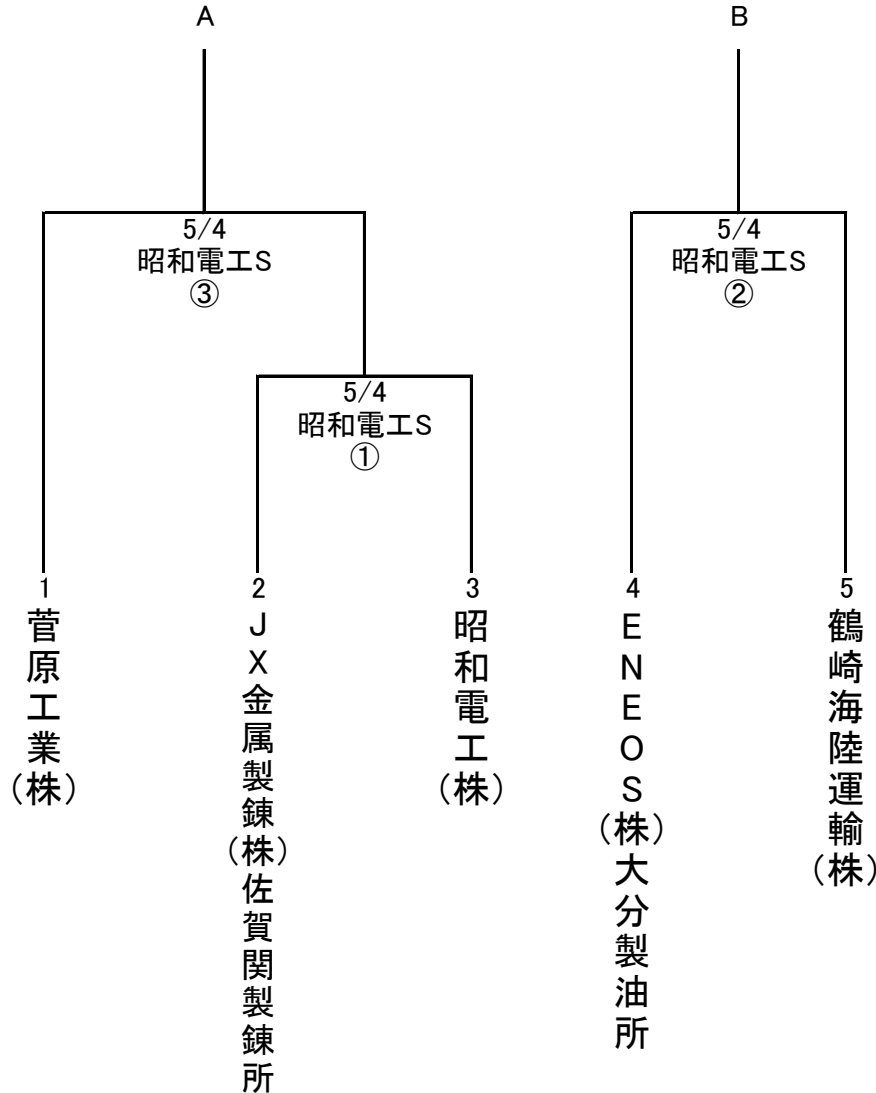 A
B
5/4
昭和電工S
③
5/4
昭和電工S
②
5/4
昭和電工S
①
1
菅原工業(株)
2
JX金属製錬(株)佐賀関製錬所
3
昭和電工(株)
4
ENEOS(株)大分製油所
5
鶴崎海陸運輸(株)